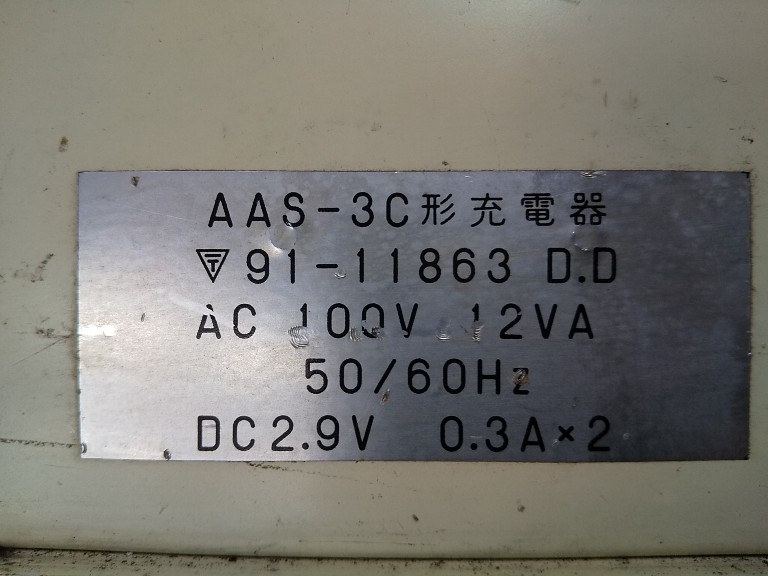 AAS-3C形充電器
91-11863 D.D
AC 100V 12VA
50/60Hz
DC2.9V 0.3A×2